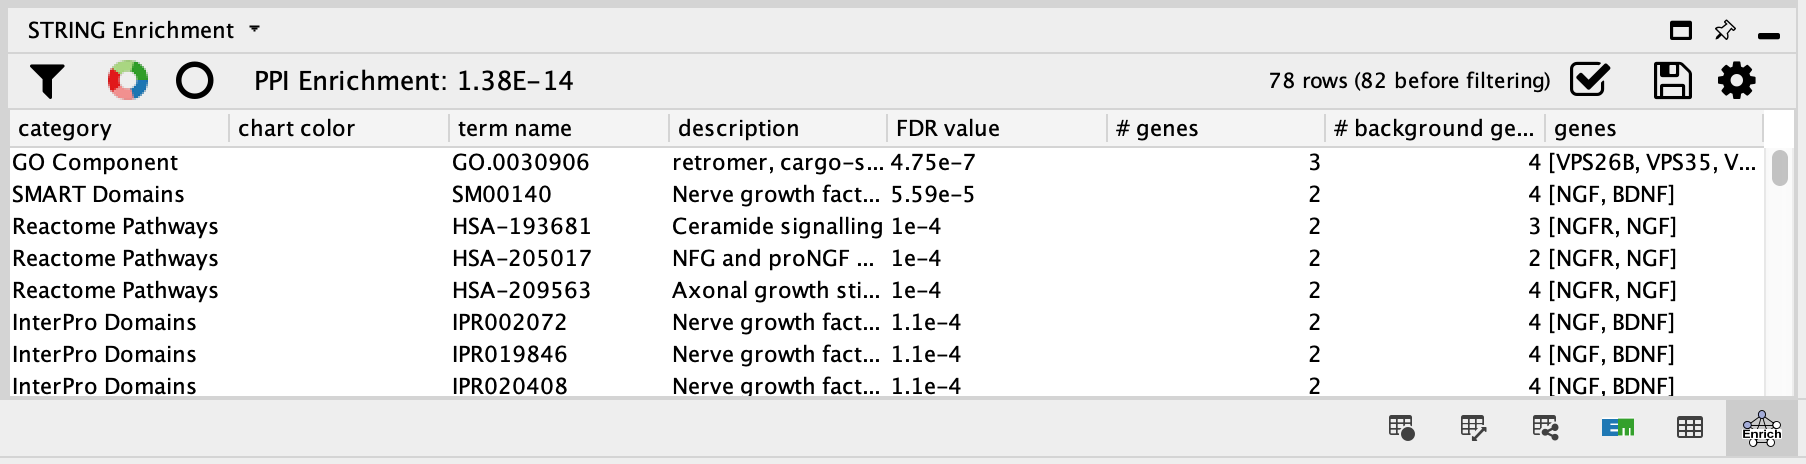 STRING Enrichment
PPI Enrichment: 1.38E-14 78 rows (82 before filtering)
category chart color term name description FDR value # genes # background ge... genes
GO Component GO.0030906 retromer, cargo-s... 4.75e-7 3 4 [VPS26B, VPS35, V...
SMART Domains SM00140 Nerve growth fact... 5.59e-5 2 4 [NGF, BDNF]
Reactome Pathways HSA-193681 Ceramide signalling 1e-4 2 3 [NGFR, NGF]
Reactome Pathways HSA-205017 NFG and proNGF ... 1e-4 2 2 [NGFR, NGF]
Reactome Pathways HSA-209563 Axonal growth sti... 1e-4 2 4 [NGFR, NGF]
InterPro Domains IPR002072 Nerve growth fact... 1.1e-4 2 4 [NGF, BDNF]
InterPro Domains IPR019846 Nerve growth fact... 1.1e-4 2 4 [NGF, BDNF]
InterPro Domains IPR020408 Nerve growth fact... 1.1e-4 2 4 [NGF, BDNF]
EM Enrich